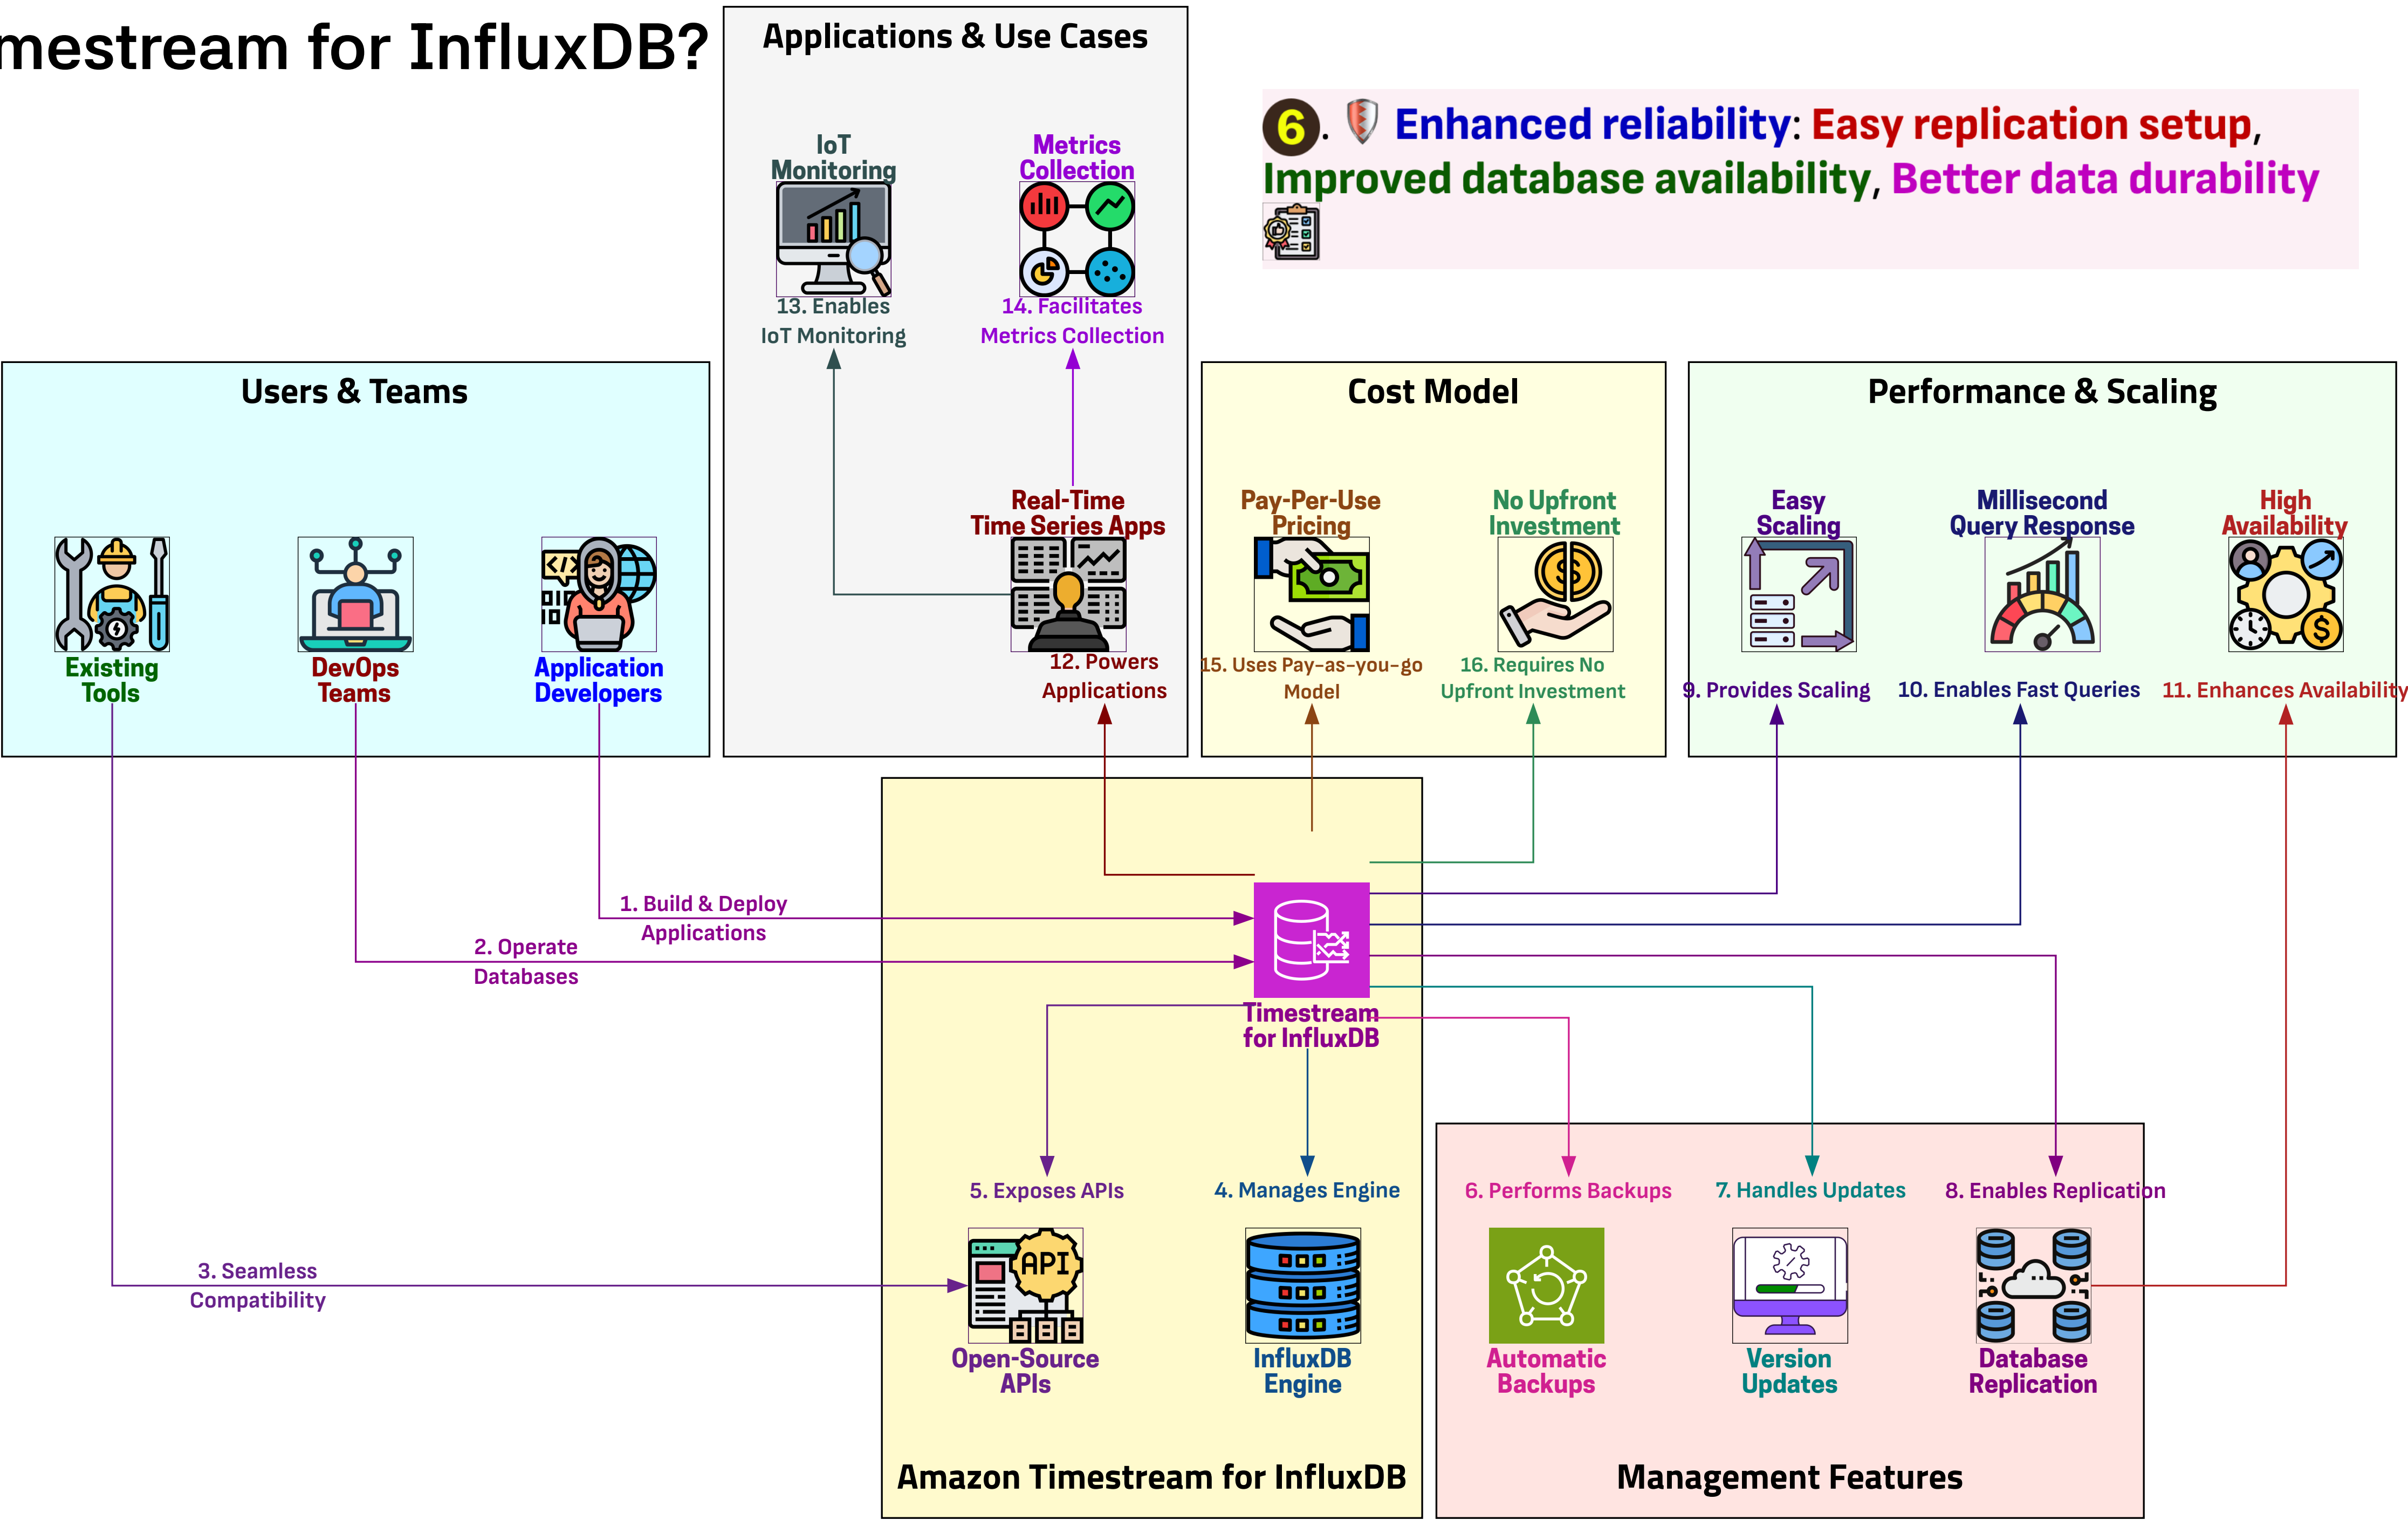 mestream for InfluxDB?
Applications & Use Cases
6. Enhanced reliability: Easy replication setup,
Improved database availability, Better data durability
IoT
Monitoring
Metrics
Collection
13. Enables
IoT Monitoring
14. Facilitates
Metrics Collection
Real-Time
Time Series Apps
12. Powers
Applications
Users & Teams
Existing
Tools
DevOps
Teams
Application
Developers
Cost Model
Pay-Per-Use
Pricing
No Upfront
Investment
15. Uses Pay-as-you-go
Model
16. Requires No
Upfront Investment
Performance & Scaling
Easy
Scaling
Millisecond
Query Response
High
Availability
9. Provides Scaling
10. Enables Fast Queries
11. Enhances Availability
1. Build & Deploy
Applications
2. Operate
Databases
3. Seamless
Compatibility
Timestream
for InfluxDB
5. Exposes APIs
4. Manages Engine
API
Open-Source
APIs
InfluxDB
Engine
Amazon Timestream for InfluxDB
6. Performs Backups
7. Handles Updates
8. Enables Replication
Automatic
Backups
Version
Updates
Database
Replication
Management Features